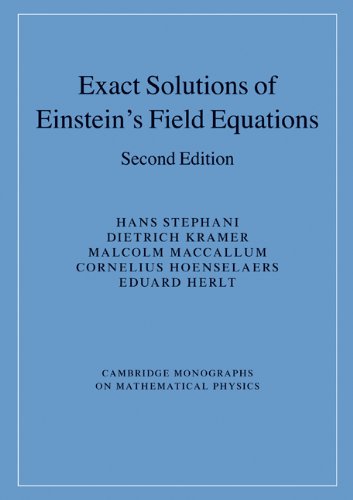 Exact Solutions of
Einstein's Field Equations
Second Edition
HANS STEPHANI
DIETRICH KRAMER
MALCOLM MACCALLUM
CORNELIUS HOENSELAERS
EDUARD HERLT
CAMBRIDGE MONOGRAPHS
ON MATHEMATICAL PHYSICS